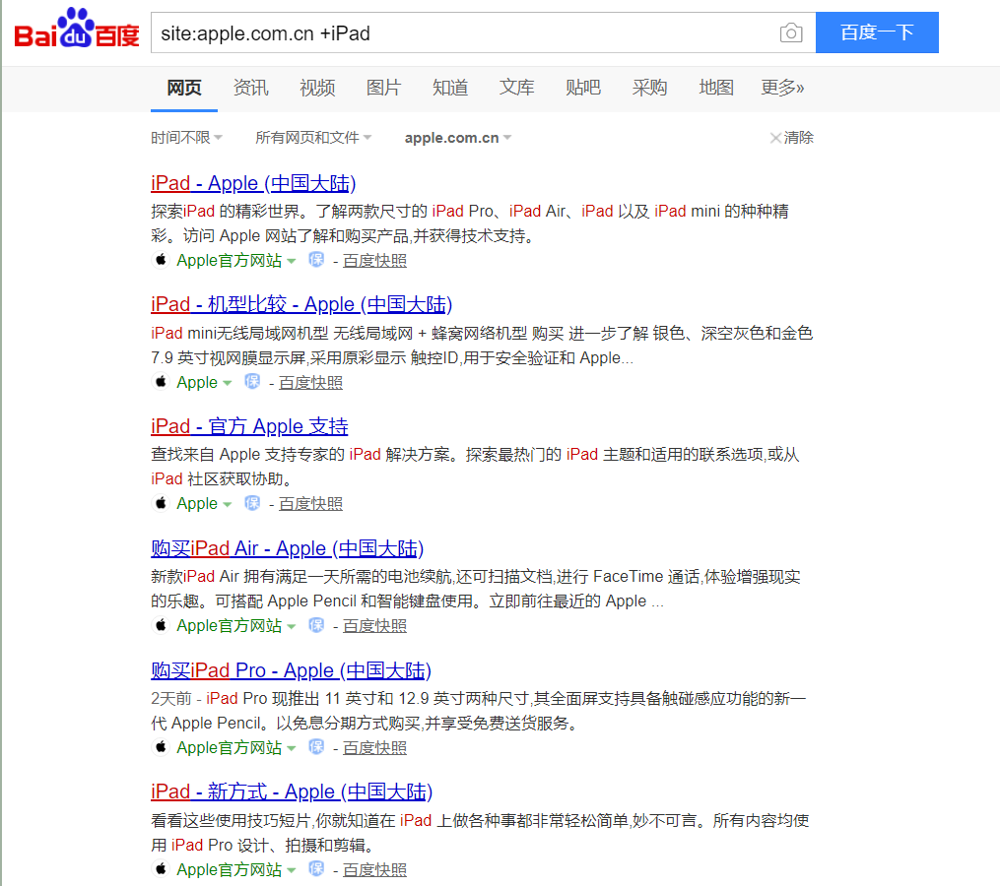 Bai du 百度
site:apple.com.cn +iPad
百度一下
网页 资讯 视频 图片 知道 文库 贴吧 采购 地图 更多»
时间不限 所有网页和文件 apple.com.cn 清除
iPad - Apple (中国大陆)
探索iPad 的精彩世界。了解两款尺寸的 iPad Pro、iPad Air、iPad 以及 iPad mini 的种种精
彩。访问 Apple 网站了解和购买产品,并获得技术支持。
Apple官方网站 保 - 百度快照
iPad - 机型比较 - Apple (中国大陆)
iPad mini无线局域网机型 无线局域网 + 蜂窝网络机型 购买 进一步了解 银色、深空灰色和金色
7.9 英寸视网膜显示屏,采用原彩显示 触控ID,用于安全验证和 Apple...
Apple 保 - 百度快照
iPad - 官方 Apple 支持
查找来自 Apple 支持专家的 iPad 解决方案。探索最热门的 iPad 主题和适用的联系选项,或从
iPad 社区获取协助。
Apple 保 - 百度快照
购买iPad Air - Apple (中国大陆)
新款iPad Air 拥有满足一天所需的电池续航,还可扫描文档,进行 FaceTime 通话,体验增强现实
的乐趣。可搭配 Apple Pencil 和智能键盘使用。立即前往最近的 Apple ...
Apple官方网站 保 - 百度快照
购买iPad Pro - Apple (中国大陆)
2天前 - iPad Pro 现推出 11 英寸和 12.9 英寸两种尺寸,其全面屏支持具备触碰感应功能的新一
代 Apple Pencil。以免息分期方式购买,并享受免费送货服务。
Apple官方网站 保 - 百度快照
iPad - 新方式 - Apple (中国大陆)
看看这些使用技巧短片,你就知道在 iPad 上做各种事都非常轻松简单,妙不可言。所有内容均使
用 iPad Pro 设计、拍摄和剪辑。
Apple官方网站 保 - 百度快照